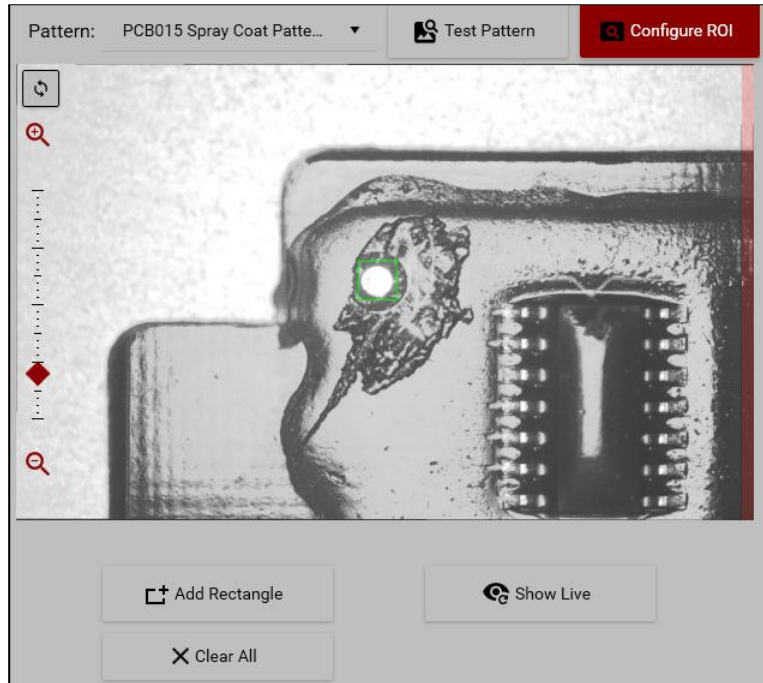 Pattern: PCB015 Spray Coat Patte... Test Pattern Configure ROI
Add Rectangle Show Live
Clear All